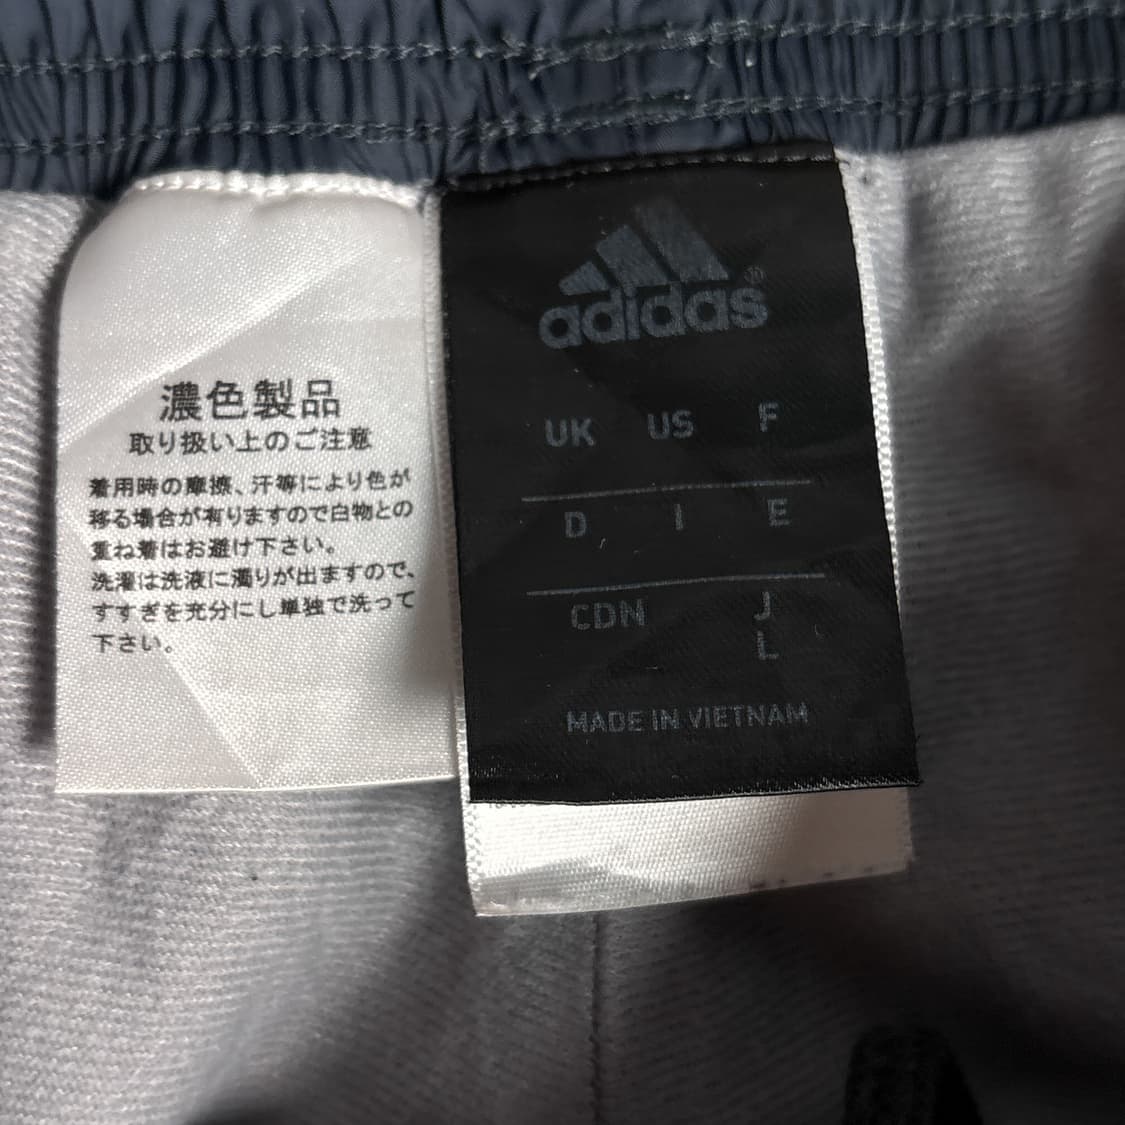 濃色製品
取り扱い上のご注意
着用時の摩擦、汗等により色が
移る場合が有りますので白物との
重ね着はお避け下さい。
洗濯は洗液に濁りが出ますので、
すすぎを充分にし単独で洗って
下さい。
adidas®
UK US F
D I E
CDN J
L
MADE IN VIETNAM